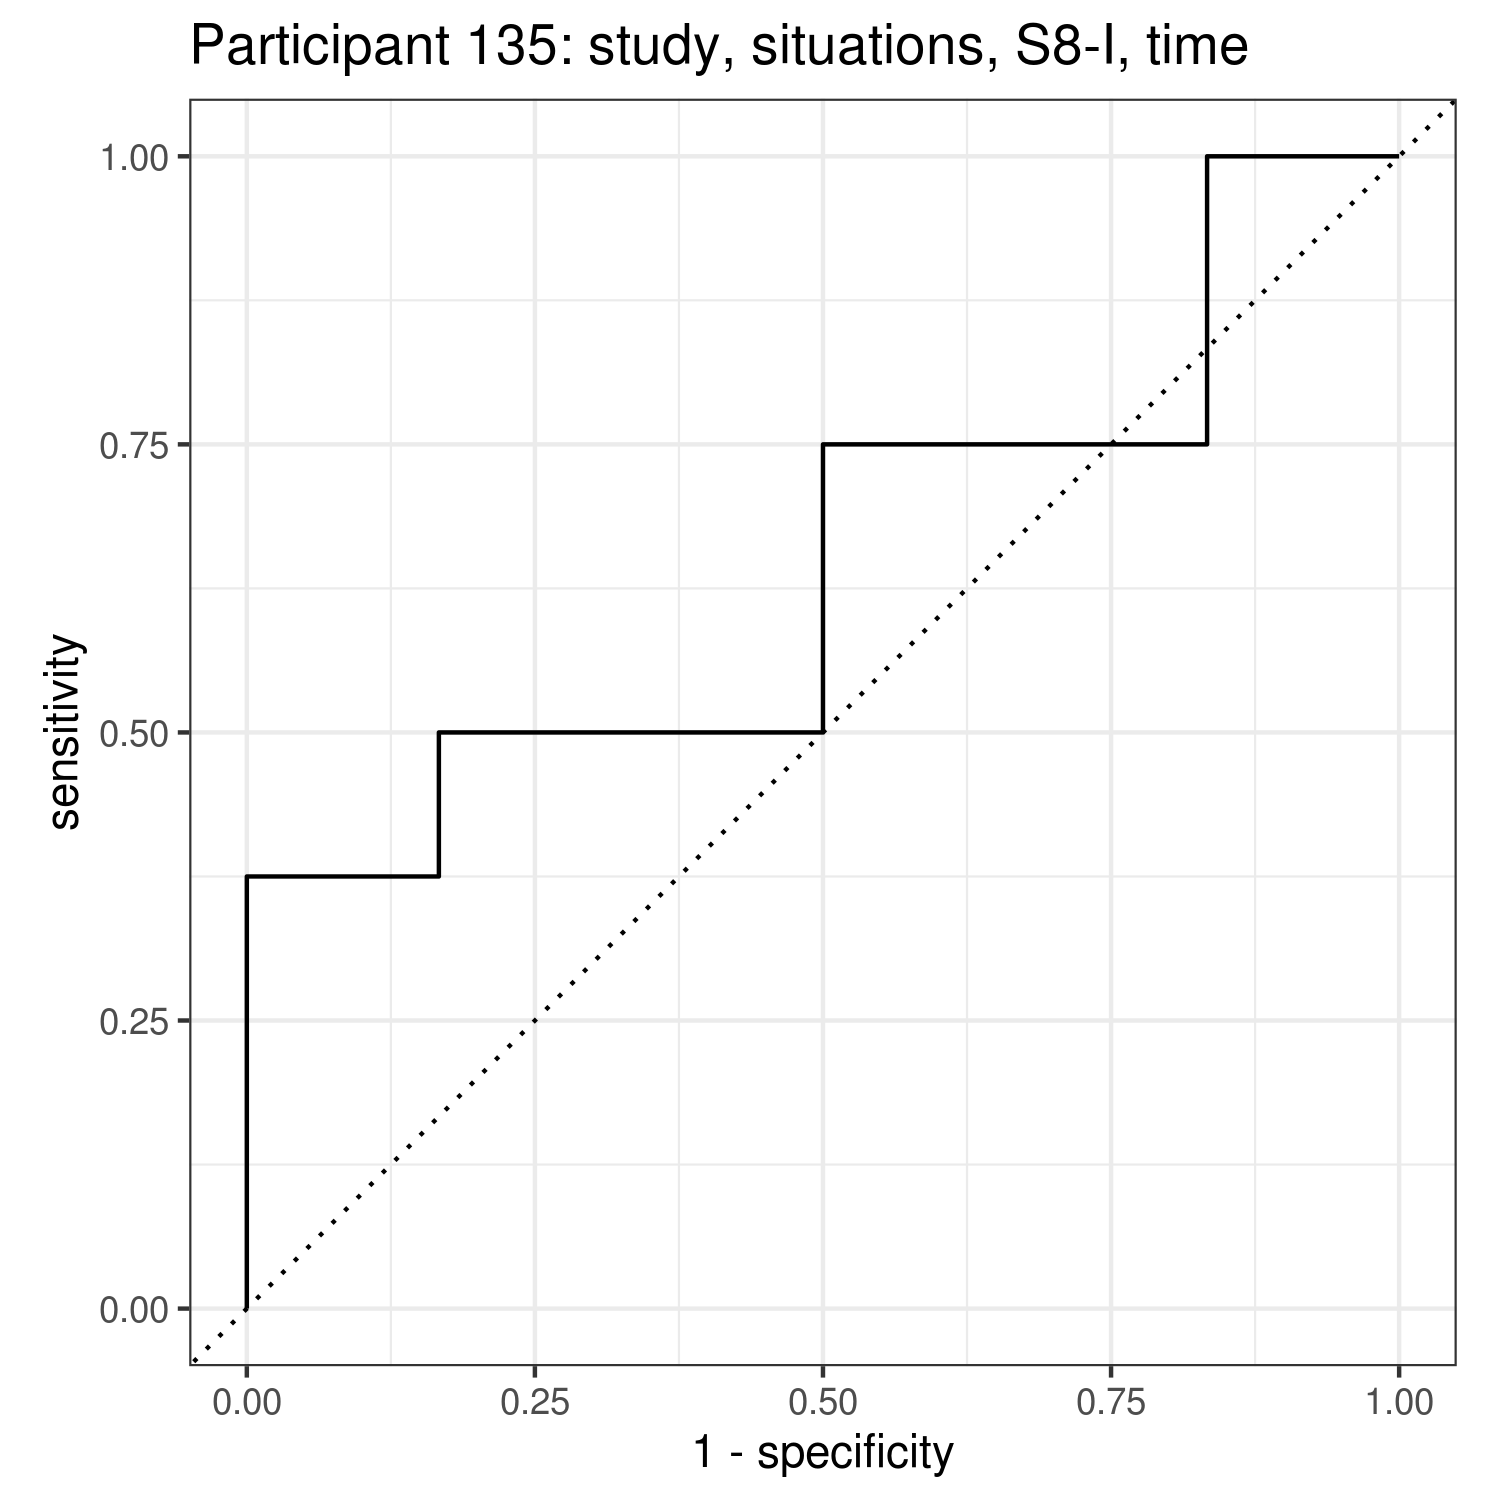 Participant 135: study, situations, S8-I, time
1.00
0.75
0.50
0.25
0.00
sensitivity
0.00 0.25 0.50 0.75 1.00
1 - specificity